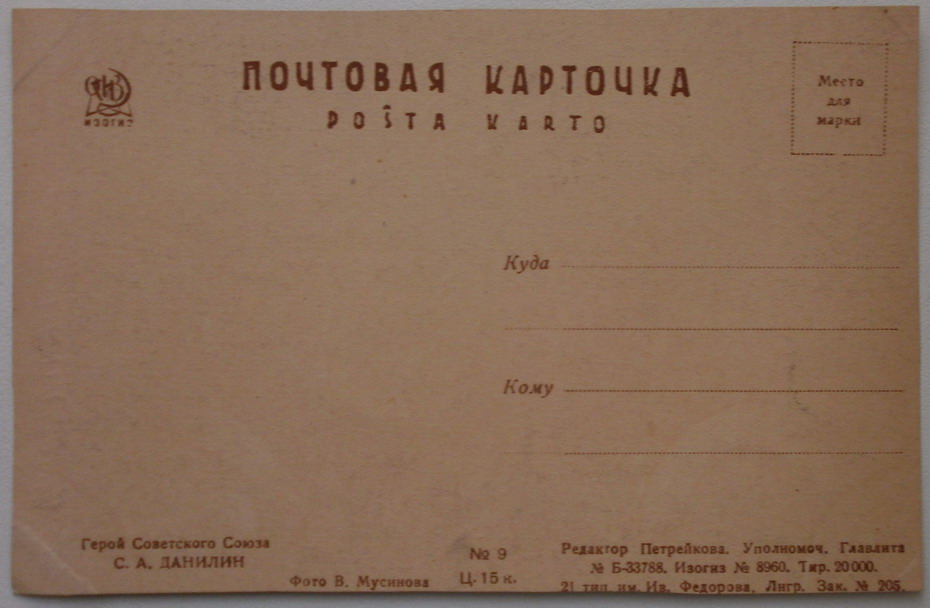 ПОЧТОВАЯ КАРТОЧКА
POŜTA KARTO
ИЗОГИЗ
Место
для
марки
Куда
Кому
Герой Советского Союза
С. А. ДАНИЛИН
Фото В. Мусинова
№ 9
Ц. 15 к.
Редактор Петрейкова. Уполномоч. Главлита
№ Б-33788. Изогиз № 8960. Тир. 20000.
21 тип. им. Ив. Федорова. Лнгр. Зак. № 205.